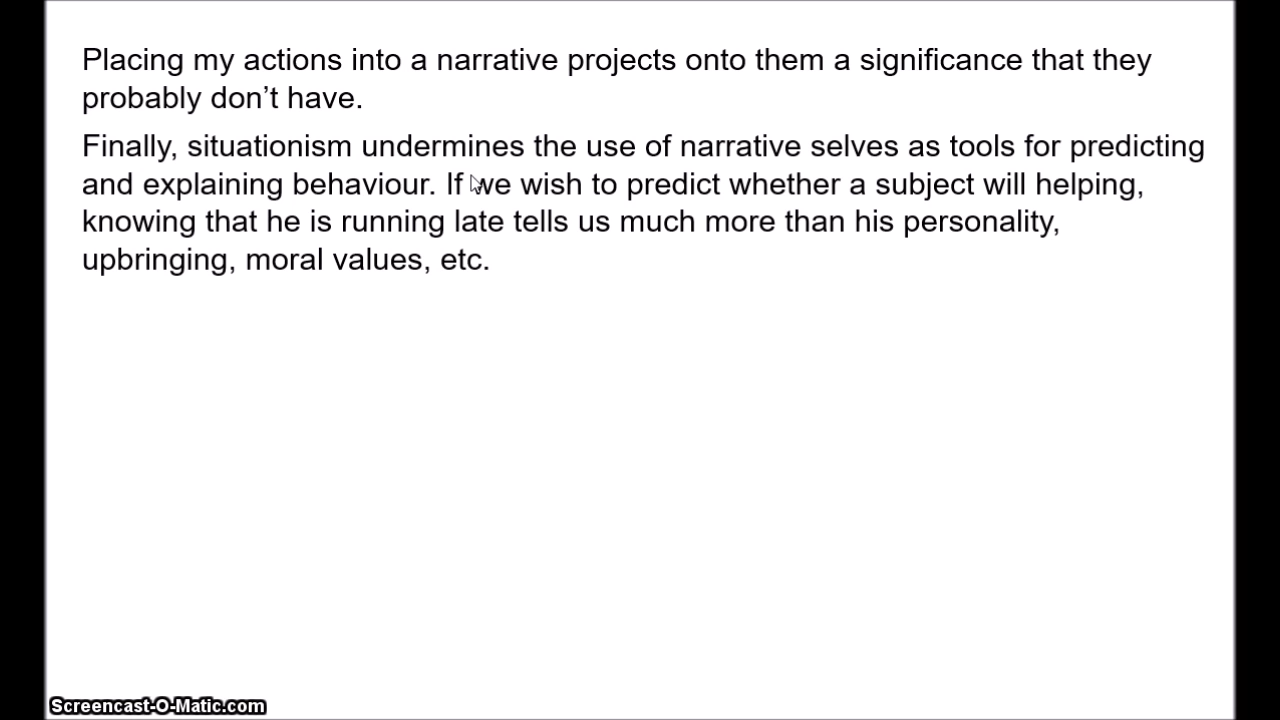 Placing my actions into a narrative projects onto them a significance that they
probably don’t have.
Finally, situationism undermines the use of narrative selves as tools for predicting
and explaining behaviour. If we wish to predict whether a subject will helping,
knowing that he is running late tells us much more than his personality,
upbringing, moral values, etc.
Screencast-O-Matic.com